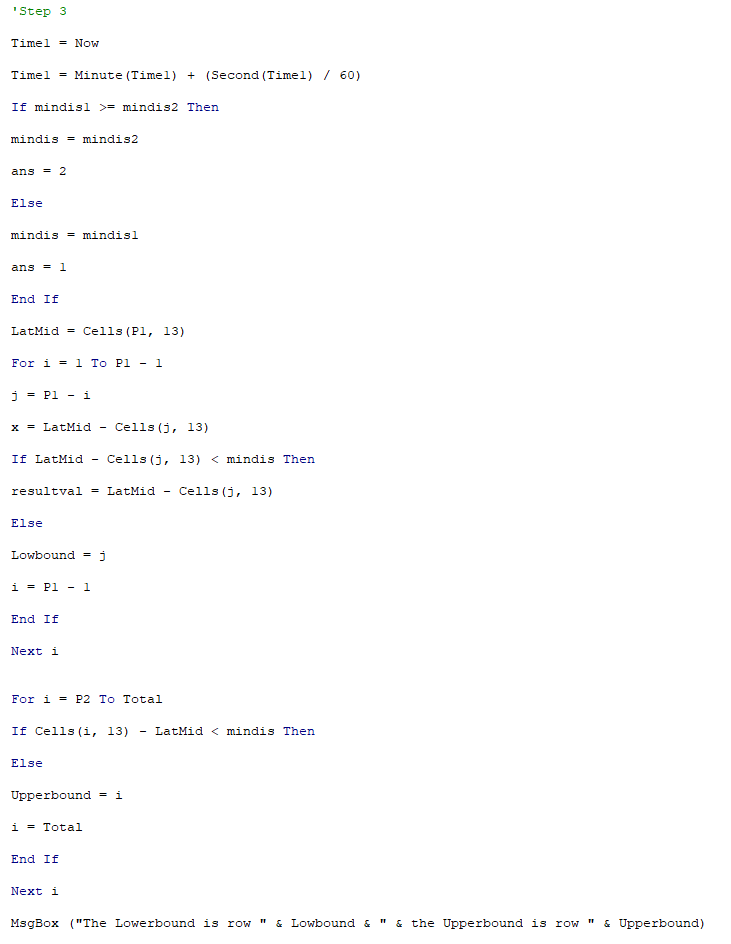 'Step 3
Time1 = Now
Time1 = Minute(Time1) + (Second(Time1) / 60)
If mindis1 >= mindis2 Then
mindis = mindis2
ans = 2
Else
mindis = mindis1
ans = 1
End If
LatMid = Cells(P1, 13)
For i = 1 To P1 - 1
j = P1 - i
x = LatMid - Cells(j, 13)
If LatMid - Cells(j, 13) < mindis Then
resultval = LatMid - Cells(j, 13)
Else
Lowbound = j
i = P1 - 1
End If
Next i
For i = P2 To Total
If Cells(i, 13) - LatMid < mindis Then
Else
Upperbound = i
i = Total
End If
Next i
MsgBox ("The Lowerbound is row " & Lowbound & " & the Upperbound is row " & Upperbound)